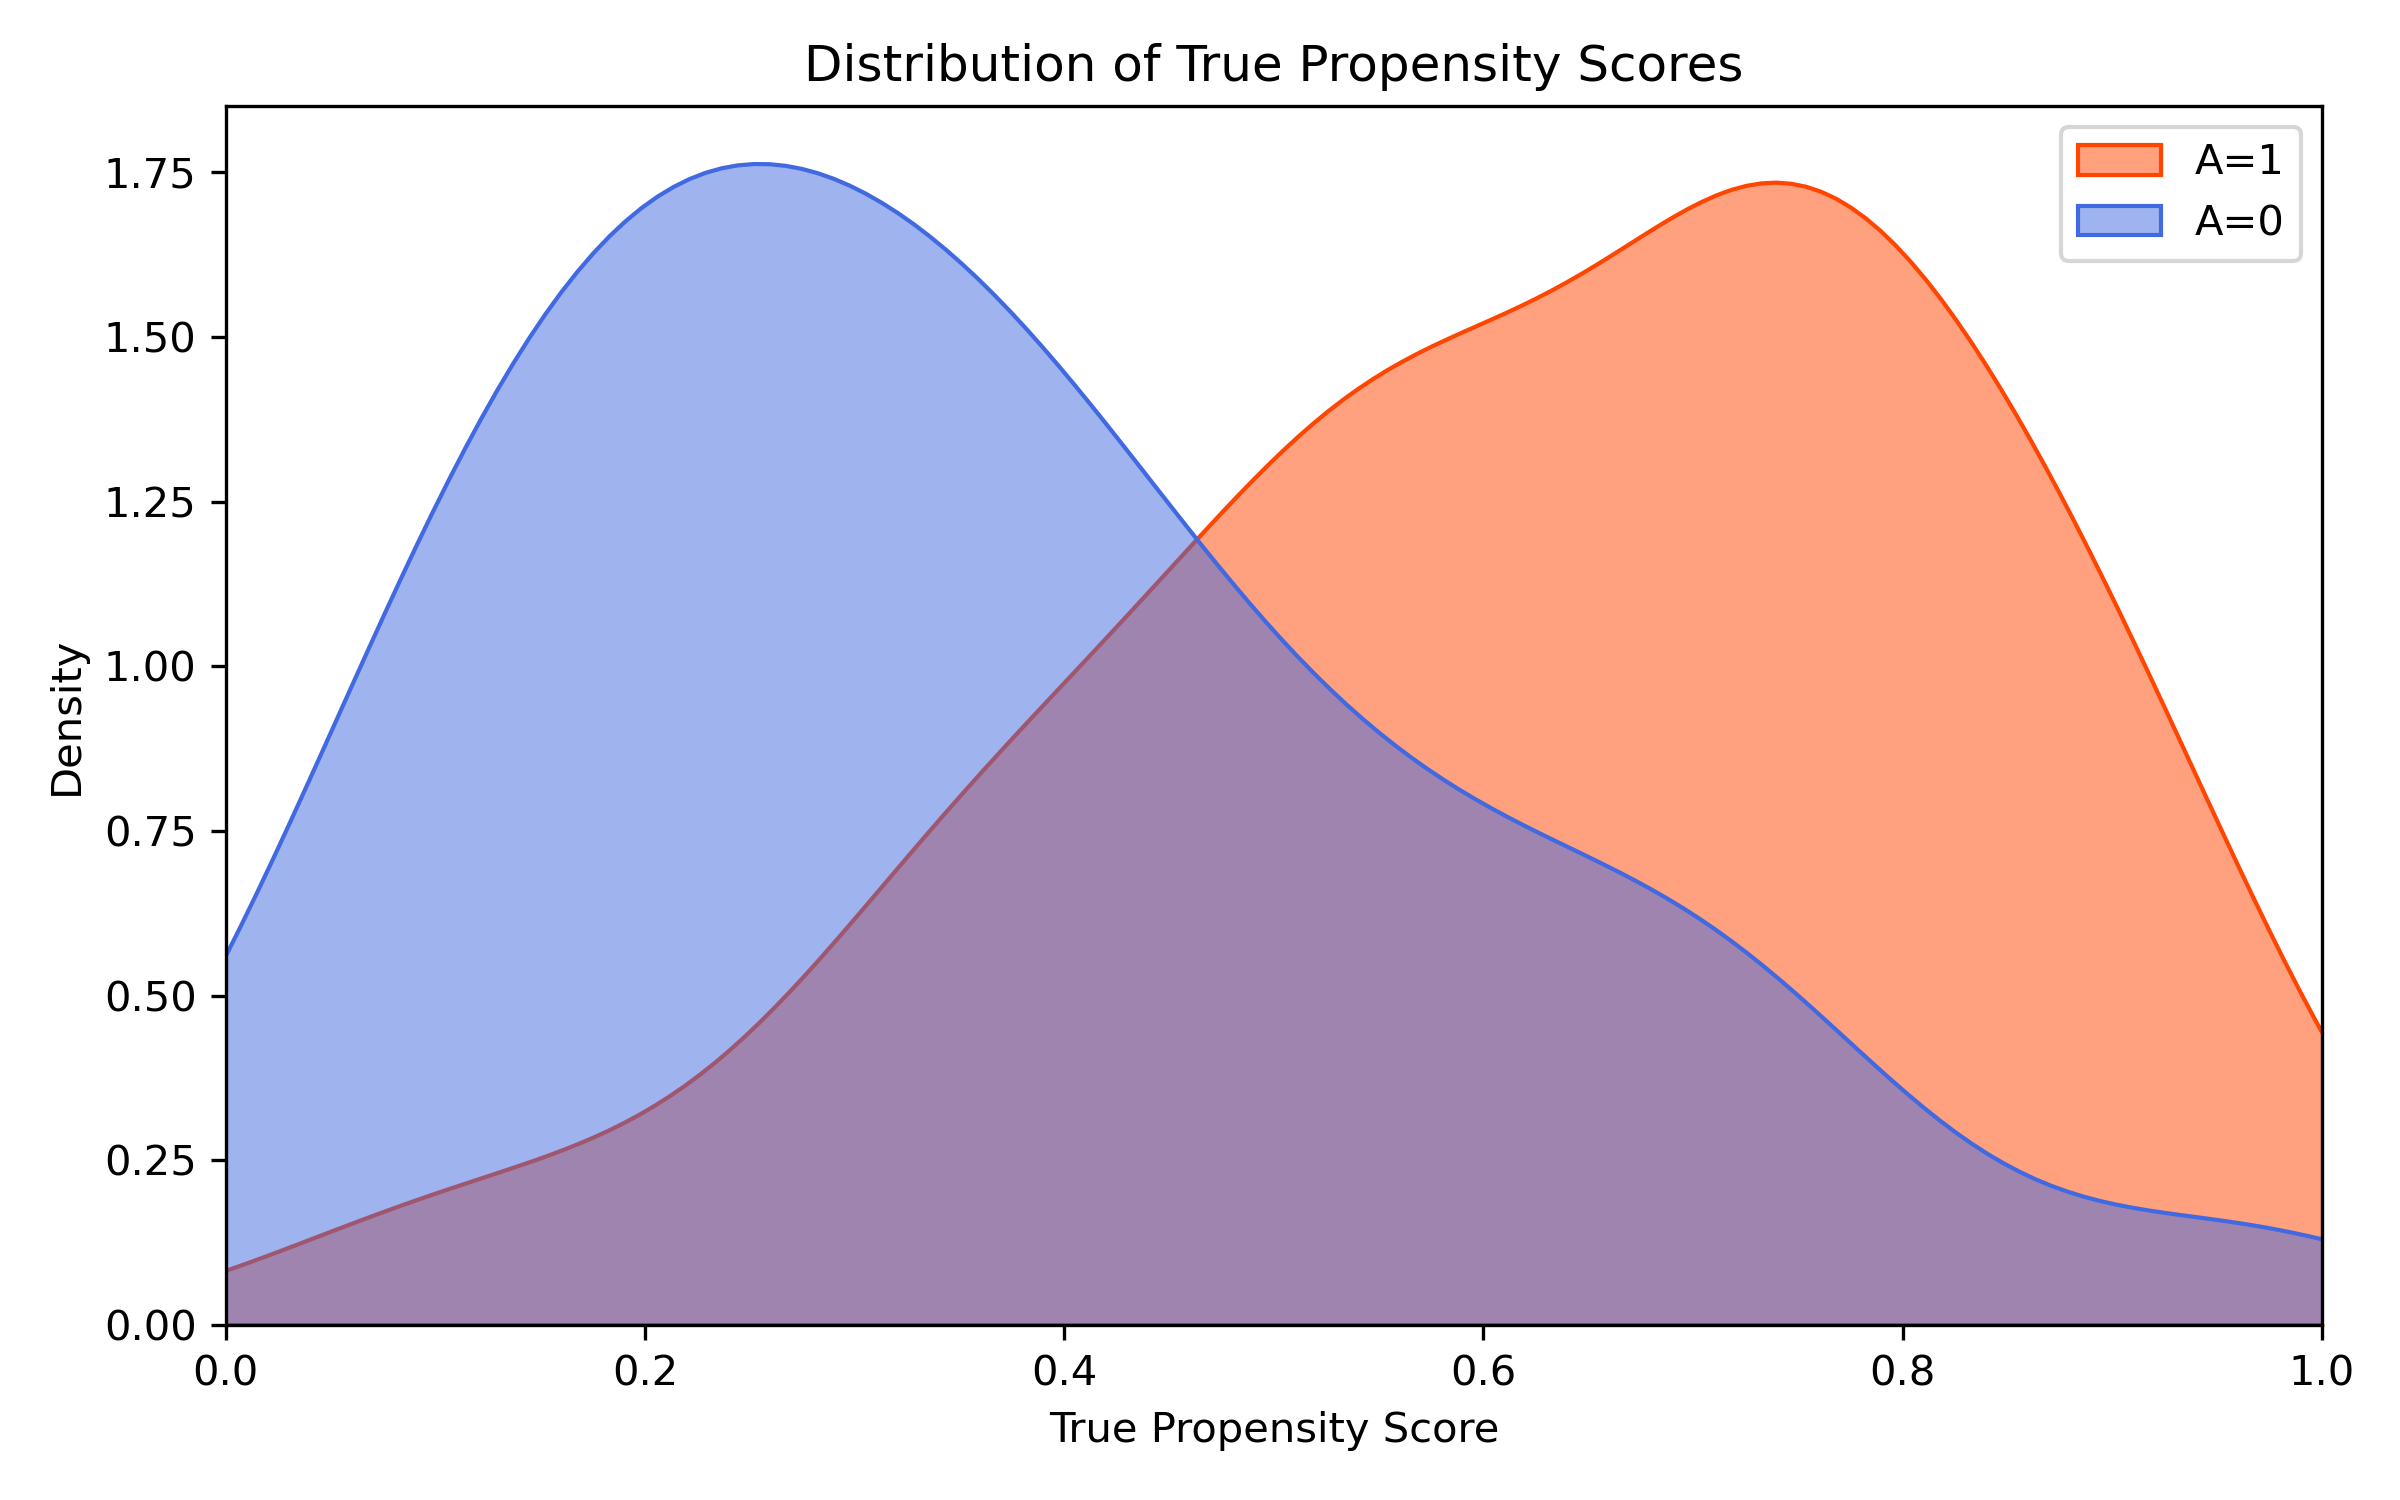 Distribution of True Propensity Scores
A=1
A=0
1.75
1.50
1.25
1.00
0.75
0.50
0.25
0.00
Density
0.0 0.2 0.4 0.6 0.8 1.0
True Propensity Score